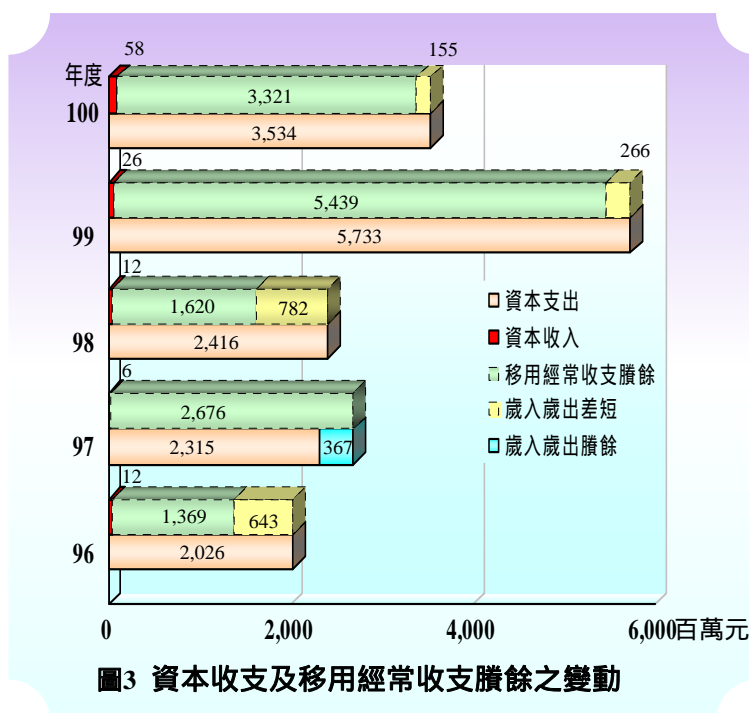 58 155
年度
100
3,321
3,534
26 266
5,439
99
5,733
12
1,620 782
98
2,416
6
2,676
97
2,315 367
12
1,369 643
96
2,026
資本支出
資本收入
移用經常收支賸餘
歲入歲出差短
歲入歲出賸餘
0 2,000 4,000 6,000百萬元
圖3 資本收支及移用經常收支賸餘之變動